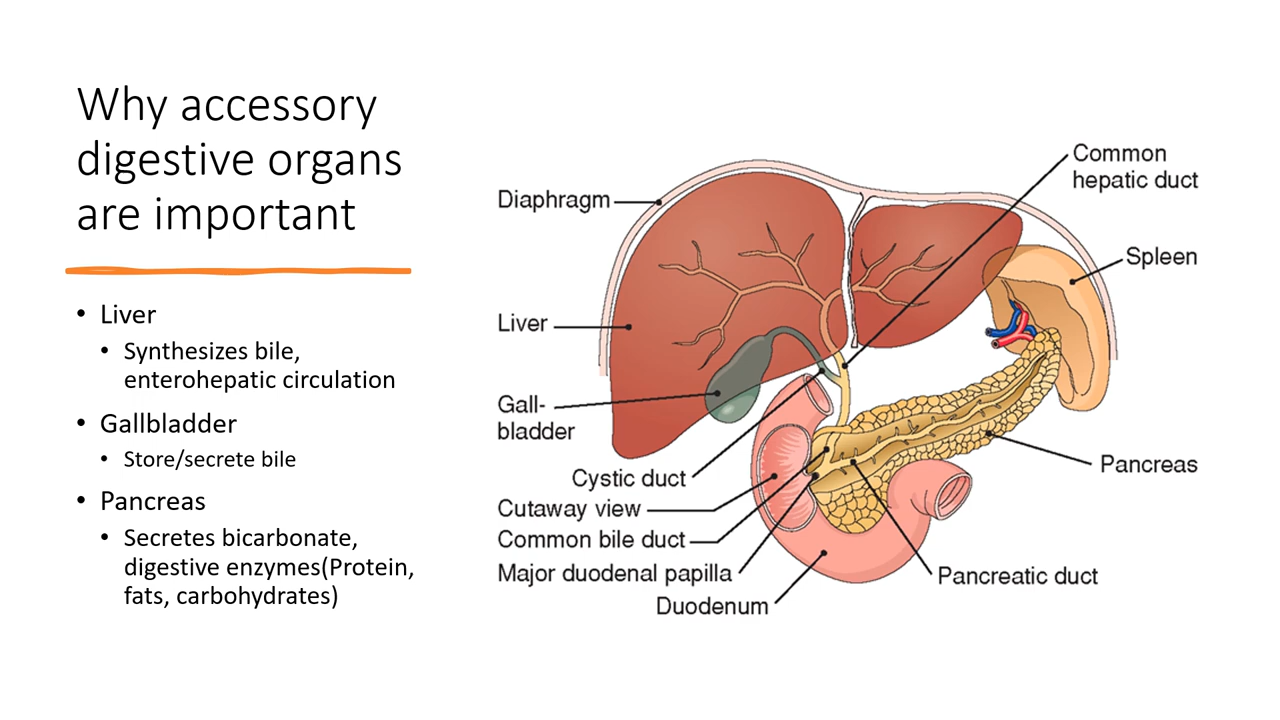 Why accessory
digestive organs
are important
• Liver
• Synthesizes bile,
enterohepatic circulation
• Gallbladder
• Store/secrete bile
• Pancreas
• Secretes bicarbonate,
digestive enzymes(Protein,
fats, carbohydrates)
Common
hepatic duct
Diaphragm
Spleen
Liver
Gall-
bladder
Pancreas
Cystic duct
Cutaway view
Common bile duct
Major duodenal papilla
Pancreatic duct
Duodenum